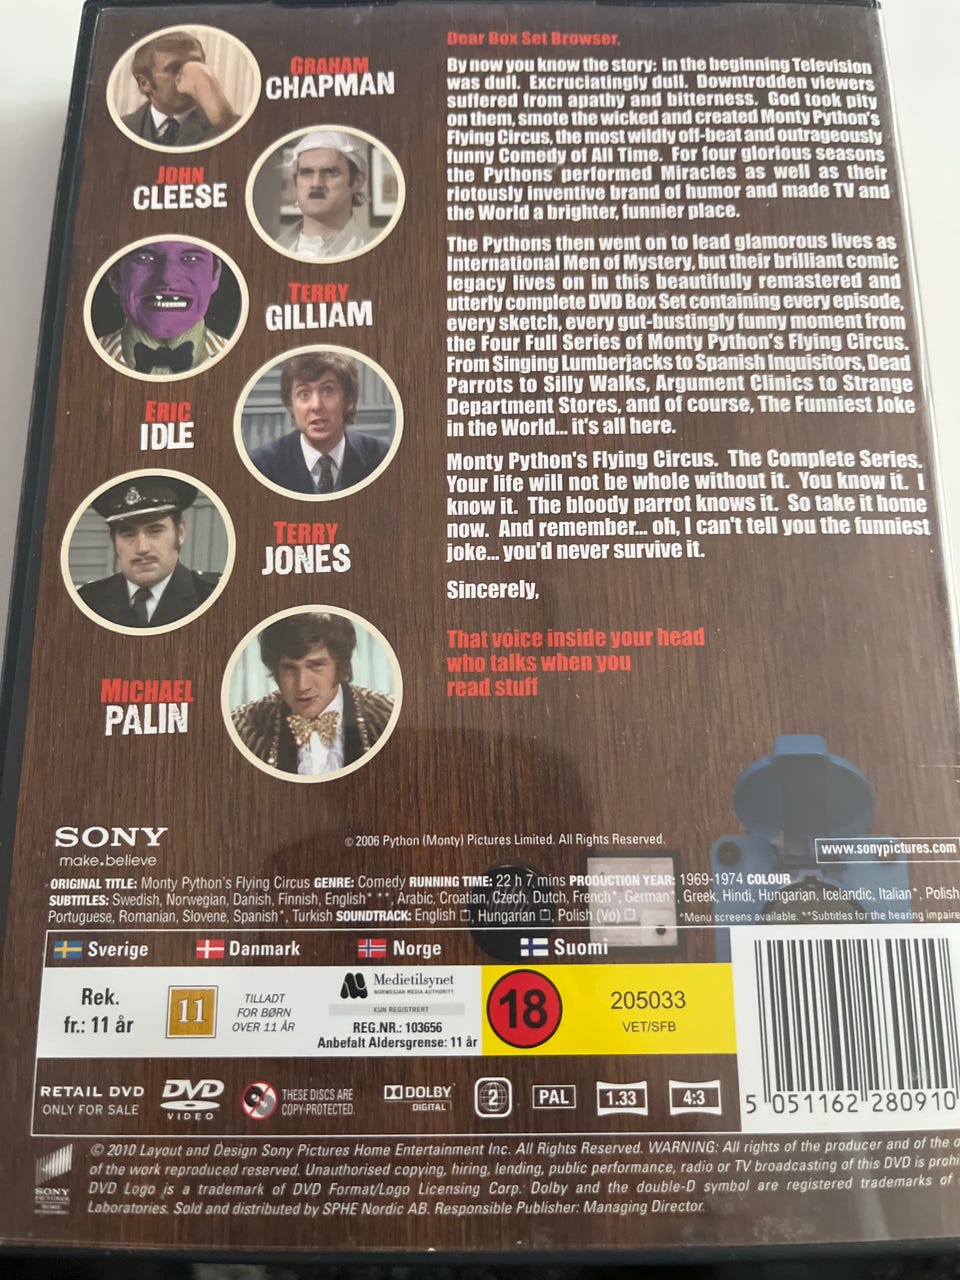 GRAHAM
CHAPMAN
JOHN
CLEESE
TERRY
GILLIAM
ERIC
IDLE
TERRY
JONES
MICHAEL
PALIN
Dear Box Set Browser,
By now you know the story: in the beginning Television
was dull. Excruciatingly dull. Downtrodden viewers
suffered from apathy and bitterness. God took pity
on them, smote the wicked and created Monty Python's
Flying Circus, the most wildly off-beat and outrageously
funny Comedy of All Time. For four glorious seasons
the Pythons performed Miracles as well as their
riotously inventive brand of humor and made TV and
the World a brighter, funnier place.
The Pythons then went on to lead glamorous lives as
International Men of Mystery, but their brilliant comic
legacy lives on in this beautifully remastered and
utterly complete DVD Box Set containing every episode,
every sketch, every gut-bustingly funny moment from
the Four Full Series of Monty Python's Flying Circus.
From Singing Lumberjacks to Spanish Inquisitors, Dead
Parrots to Silly Walks, Argument Clinics to Strange
Department Stores, and of course, The Funniest Joke
in the World... it's all here.
Monty Python's Flying Circus. The Complete Series.
Your life will not be whole without it. You know it. I
know it. The bloody parrot knows it. So take it home
now. And remember... oh, I can't tell you the funniest
joke... you'd never survive it.
Sincerely,
That voice inside your head
who talks when you
read stuff
SONY
make.believe
© 2006 Python (Monty) Pictures Limited. All Rights Reserved.
www.sonypictures.com
ORIGINAL TITLE: Monty Python's Flying Circus GENRE: Comedy RUNNING TIME: 22 h 7 mins PRODUCTION YEAR: 1969-1974 COLOUR
SUBTITLES: Swedish, Norwegian, Danish, Finnish, English* **, Arabic, Croatian, Czech, Dutch, French*, German*, Greek, Hindi, Hungarian, Icelandic, Italian*, Polish
Portuguese, Romanian, Slovene, Spanish*, Turkish SOUNDTRACK: English, Hungarian, Polish (Vo) *Menu screens available. **Subtitles for the hearing impaire
Sverige Danmark Norge Suomi
Rek.
fr.: 11 år
11
TILLADT
FOR BØRN
OVER 11 ÅR
Medietilsynet
NORWEGIAN MEDIA AUTHORITY
KUN REGISTRERT
REG.NR.: 103656
Anbefalt Aldersgrense: 11 år
18
205033
VET/SFB
RETAIL DVD
ONLY FOR SALE
DVD
VIDEO
THESE DISCS ARE
COPY-PROTECTED.
DOLBY
DIGITAL
2
PAL
1.33
4:3
5 051162 280910
© 2010 Layout and Design Sony Pictures Home Entertainment Inc. All Rights Reserved. WARNING: All rights of the producer and of the o
of the work reproduced reserved. Unauthorised copying, hiring, lending, public performance, radio or TV broadcasting of this DVD is prohi
DVD Logo is a trademark of DVD Format/Logo Licensing Corp. Dolby and the double-D symbol are registered trademarks of
Laboratories. Sold and distributed by SPHE Nordic AB. Responsible Publisher: Managing Director.
SONY
PICTURES